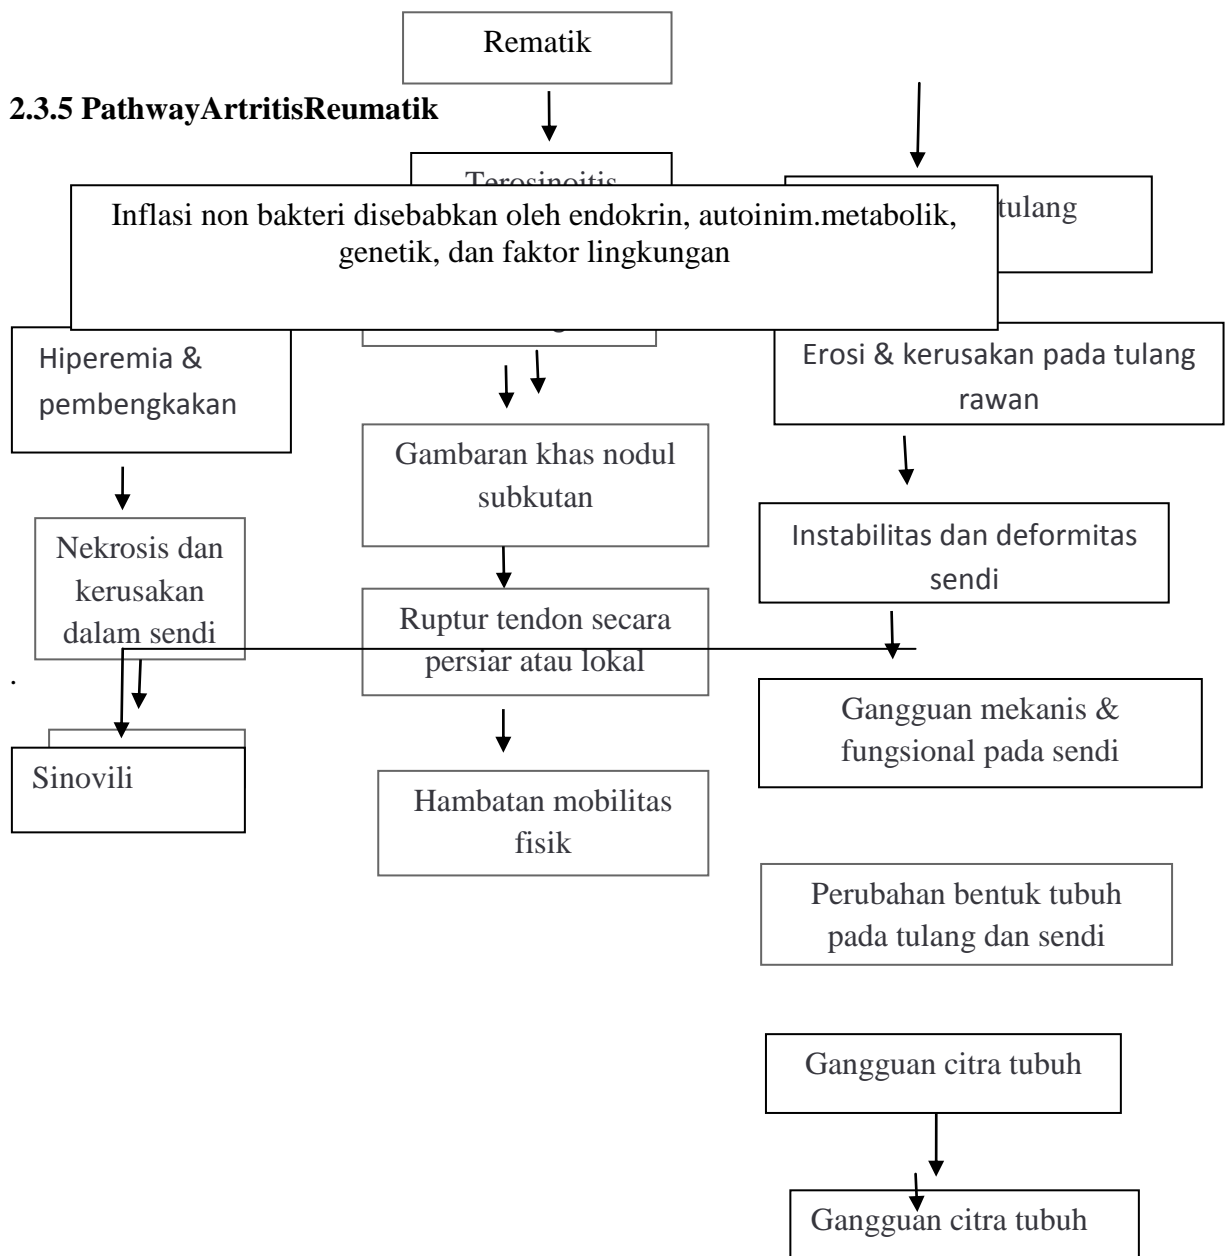 Rematik
2.3.5 PathwayArtritisReumatik
Terosinoitis
Inflasi non bakteri disebabkan oleh endokrin, autoinim.metabolik,
genetik, dan faktor lingkungan
tulang
Hiperemia &
pembengkakan
Nekrosis dan
kerusakan
dalam sendi
.
Sinovili
Gambaran khas nodul
subkutan
Ruptur tendon secara
persiar atau lokal
Hambatan mobilitas
fisik
Erosi & kerusakan pada tulang
rawan
Instabilitas dan deformitas
sendi
Gangguan mekanis &
fungsional pada sendi
Perubahan bentuk tubuh
pada tulang dan sendi
Gangguan citra tubuh
Gangguan citra tubuh